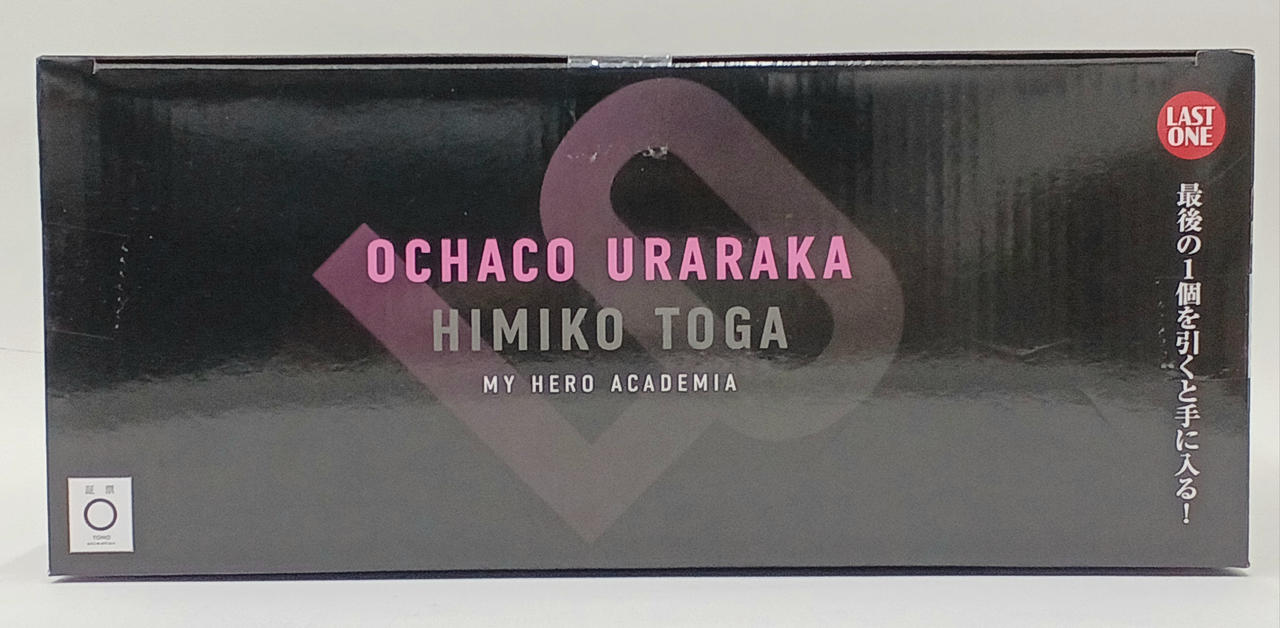 OCHACO URARAKA
HIMIKO TOGA
MY HERO ACADEMIA
LAST
ONE
最後の1個を引くと手に入る!
証票